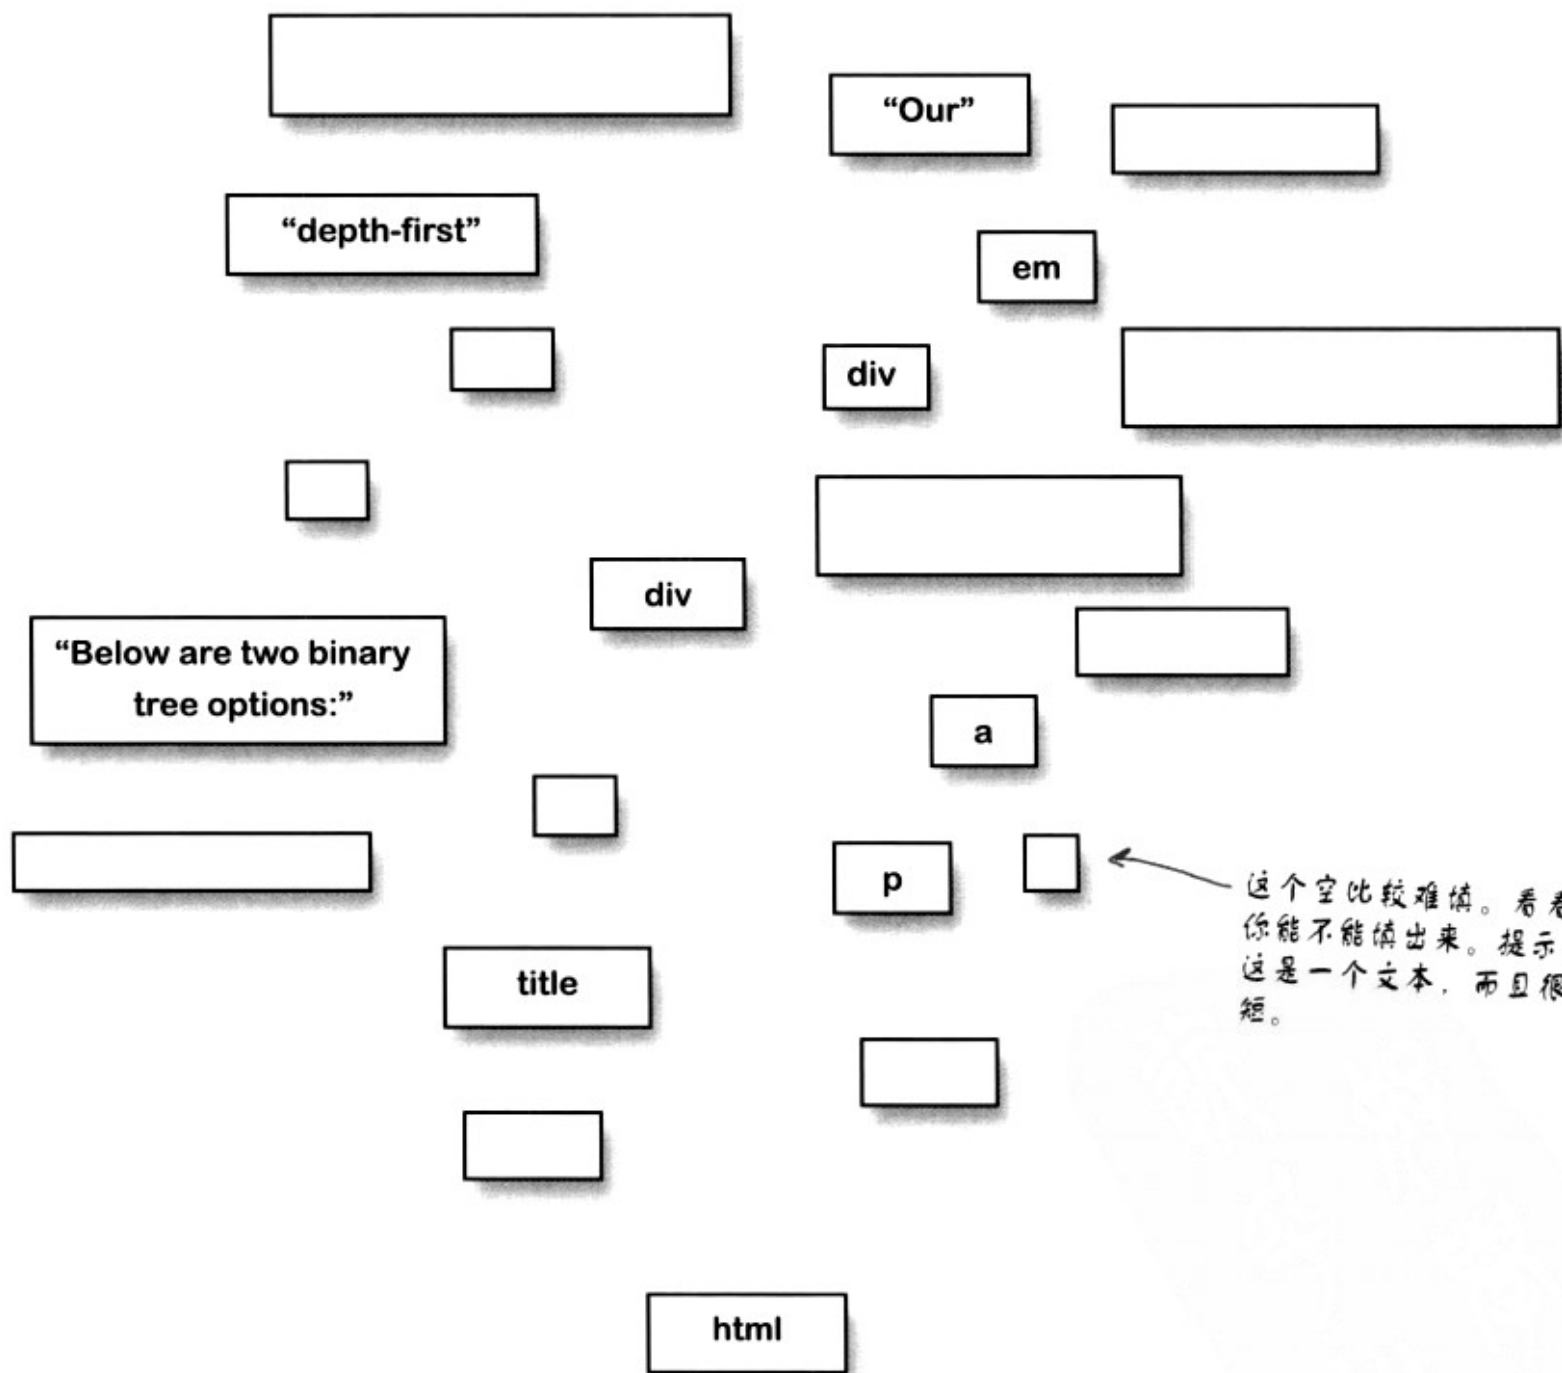 “Our”
“depth-first”
em
div
div
“Below are two binary
tree options:”
a
p
这个空比较难填。看看
你能不能填出来。提示
这是一个文本，而且很
短。
title
html